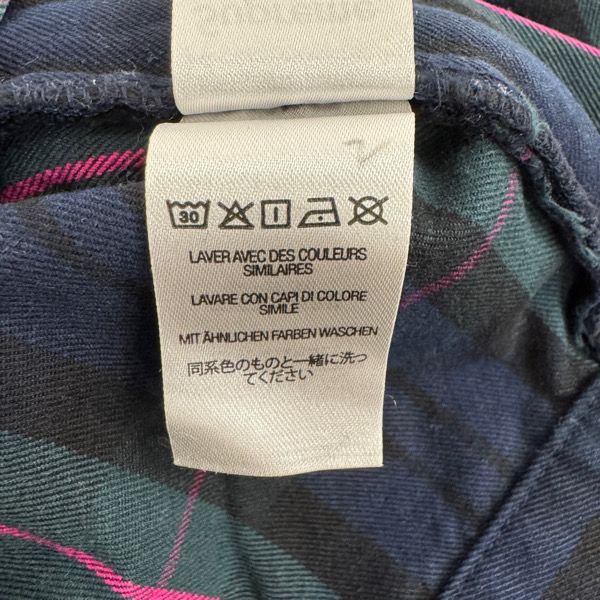 30
LAVER AVEC DES COULEURS
SIMILAIRES
LAVARE CON CAPI DI COLORE
SIMILE
MIT ÄHNLICHEN FARBEN WASCHEN
同系色のものと一緒に洗っ
てください